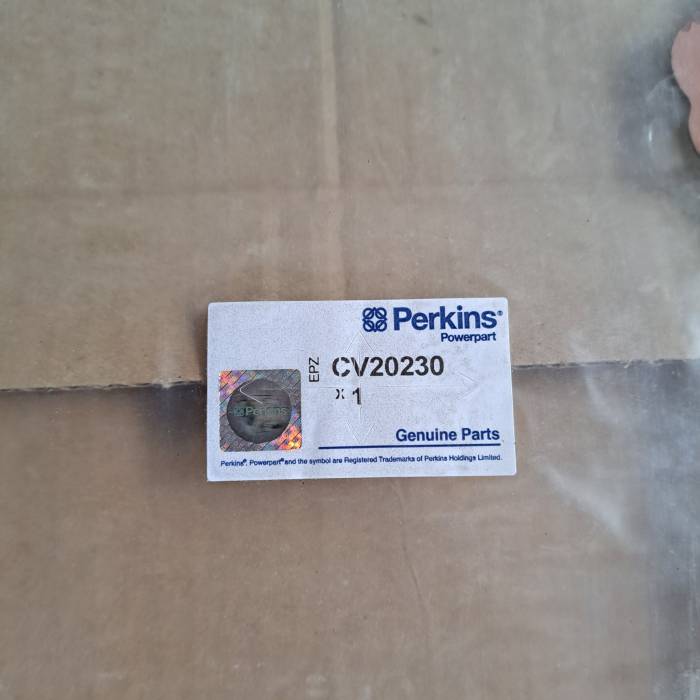 Perkins®
Powerpart
EPZ
CV20230
x 1
Perkins
Genuine Parts
Perkins®, Powerpart® and the symbol are Registered Trademarks of Perkins Holdings Limited.